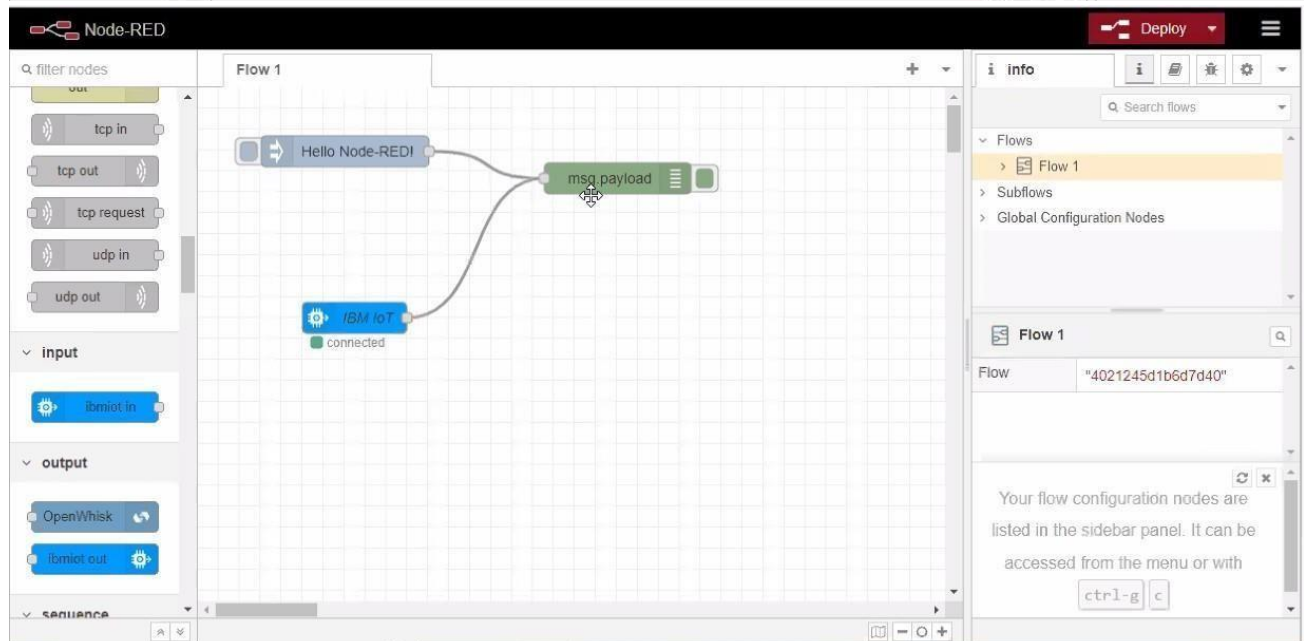 Node-RED
Deploy
filter nodes
Flow 1
info
out
tcp in
tcp out
tcp request
udp in
udp out
input
ibmiot in
output
OpenWhisk
ibmiot out
sequence
Hello Node-RED!
msg.payload
IBM IoT
connected
Search flows
Flows
Flow 1
Subflows
Global Configuration Nodes
Flow 1
Flow "4021245d1b6d7d40"
Your flow configuration nodes are
listed in the sidebar panel. It can be
accessed from the menu or with
ctrl-g c